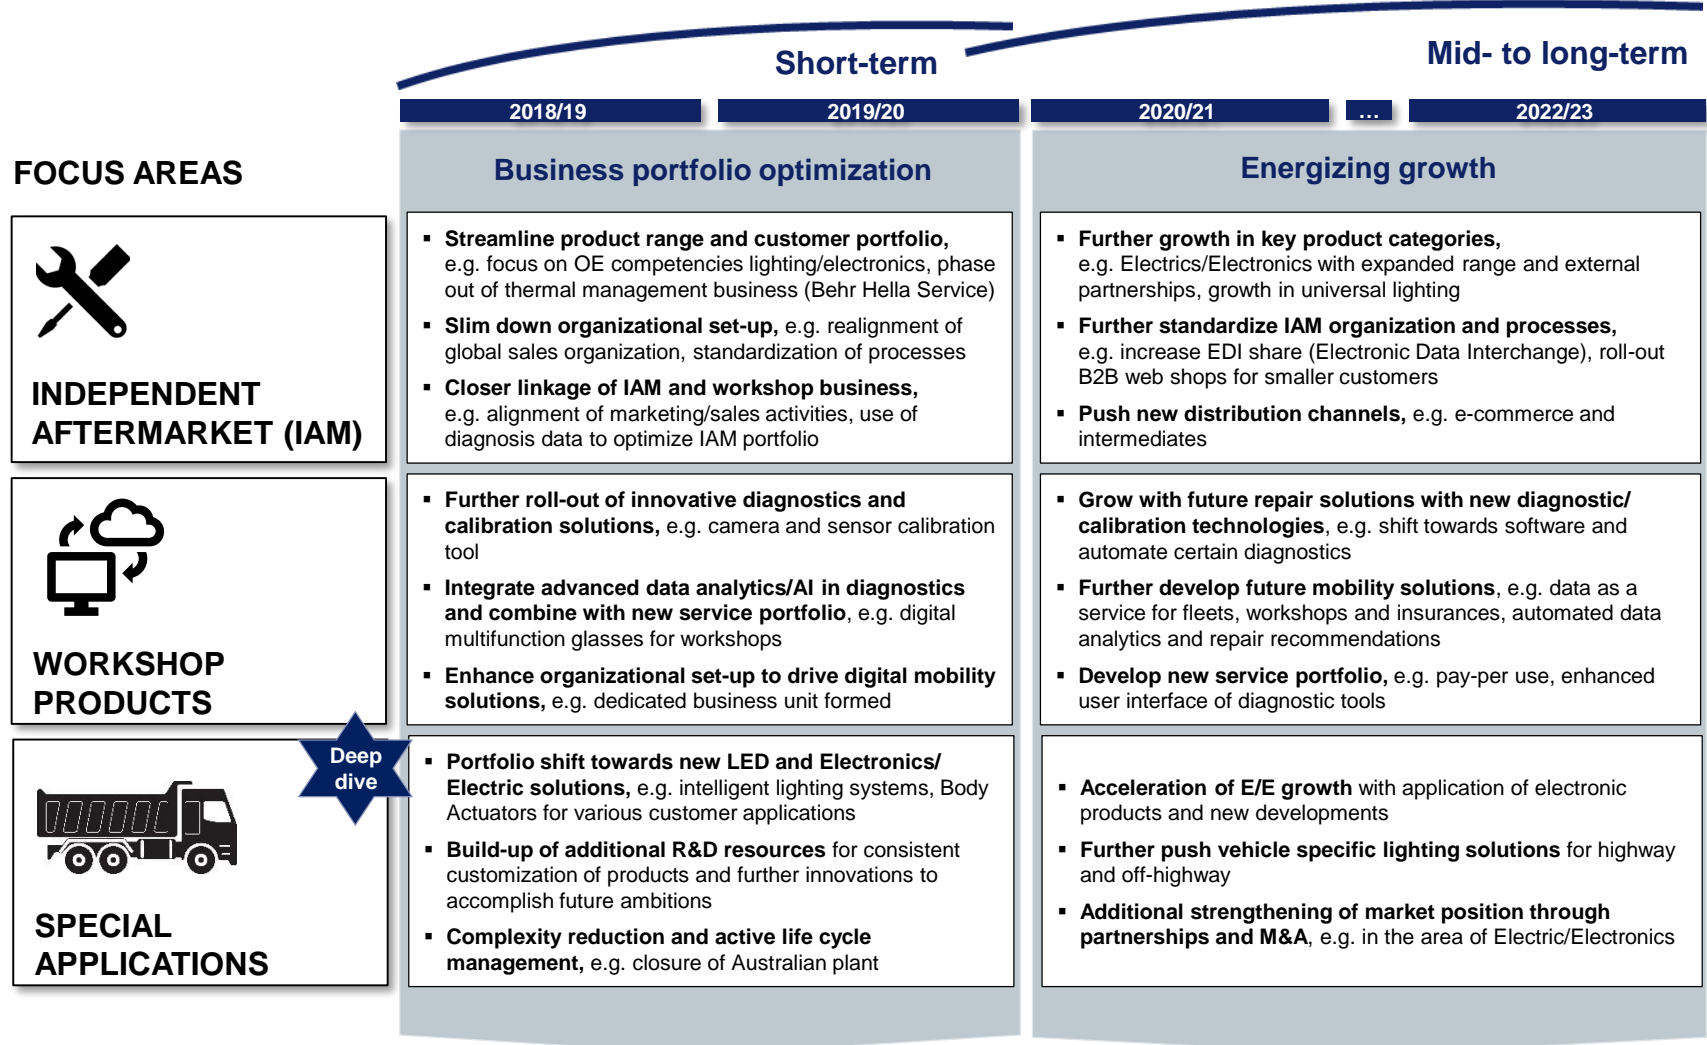 Short-term
Mid- to long-term
2018/19
2019/20
2020/21
...
2022/23
FOCUS AREAS
Business portfolio optimization
Energizing growth
INDEPENDENT
AFTERMARKET (IAM)
▪ Streamline product range and customer portfolio,
e.g. focus on OE competencies lighting/electronics, phase
out of thermal management business (Behr Hella Service)
▪ Slim down organizational set-up, e.g. realignment of
global sales organization, standardization of processes
▪ Closer linkage of IAM and workshop business,
e.g. alignment of marketing/sales activities, use of
diagnosis data to optimize IAM portfolio
▪ Further growth in key product categories,
e.g. Electrics/Electronics with expanded range and external
partnerships, growth in universal lighting
▪ Further standardize IAM organization and processes,
e.g. increase EDI share (Electronic Data Interchange), roll-out
B2B web shops for smaller customers
▪ Push new distribution channels, e.g. e-commerce and
intermediates
WORKSHOP
PRODUCTS
▪ Further roll-out of innovative diagnostics and
calibration solutions, e.g. camera and sensor calibration
tool
▪ Integrate advanced data analytics/AI in diagnostics
and combine with new service portfolio, e.g. digital
multifunction glasses for workshops
▪ Enhance organizational set-up to drive digital mobility
solutions, e.g. dedicated business unit formed
▪ Grow with future repair solutions with new diagnostic/
calibration technologies, e.g. shift towards software and
automate certain diagnostics
▪ Further develop future mobility solutions, e.g. data as a
service for fleets, workshops and insurances, automated data
analytics and repair recommendations
▪ Develop new service portfolio, e.g. pay-per use, enhanced
user interface of diagnostic tools
Deep
dive
SPECIAL
APPLICATIONS
▪ Portfolio shift towards new LED and Electronics/
Electric solutions, e.g. intelligent lighting systems, Body
Actuators for various customer applications
▪ Build-up of additional R&D resources for consistent
customization of products and further innovations to
accomplish future ambitions
▪ Complexity reduction and active life cycle
management, e.g. closure of Australian plant
▪ Acceleration of E/E growth with application of electronic
products and new developments
▪ Further push vehicle specific lighting solutions for highway
and off-highway
▪ Additional strengthening of market position through
partnerships and M&A, e.g. in the area of Electric/Electronics